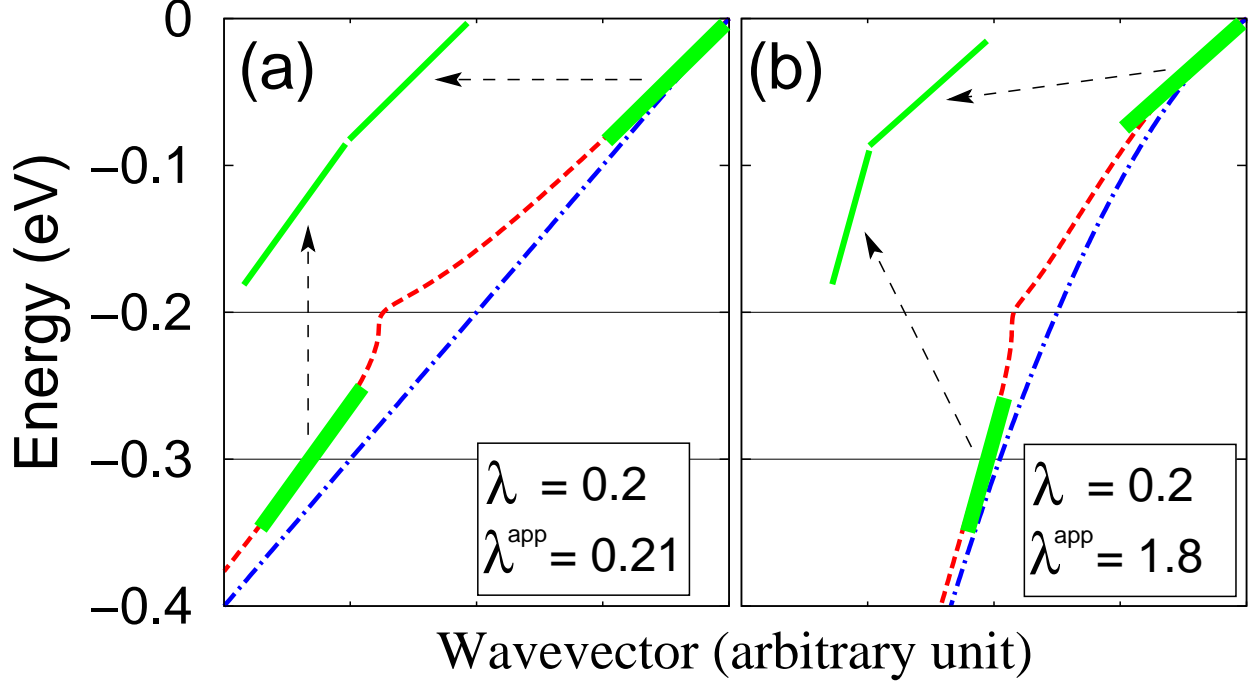 0
−0.1
−0.2
−0.3
−0.4
Energy (eV)
(a)
λ = 0.2
λapp = 0.21
(b)
λ = 0.2
λapp = 1.8
Wavevector (arbitrary unit)